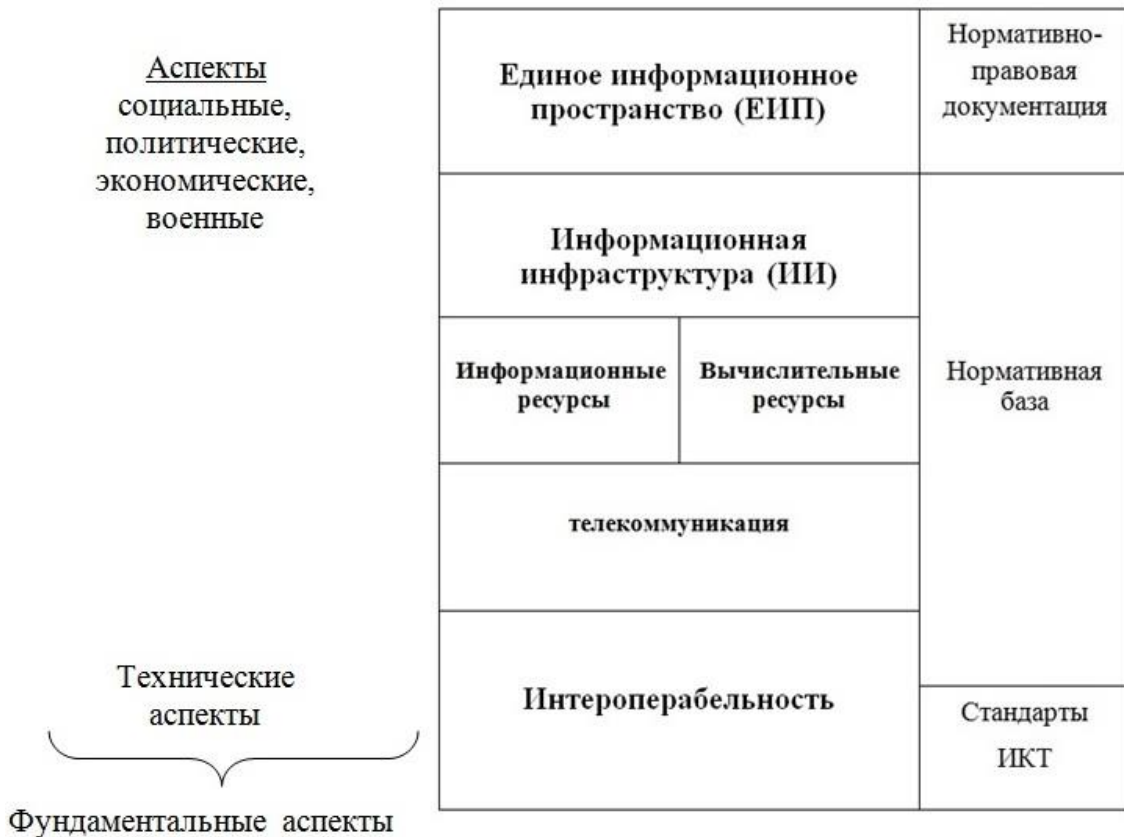 Аспекты
социальные,
политические,
экономические,
военные
Единое информационное
пространство (ЕИП)
Нормативно-
правовая
документация
Информационная
инфраструктура (ИИ)
Информационные
ресурсы
Вычислительные
ресурсы
Нормативная
база
телекоммуникация
Технические
аспекты
Интероперабельность
Стандарты
ИКТ
Фундаментальные аспекты